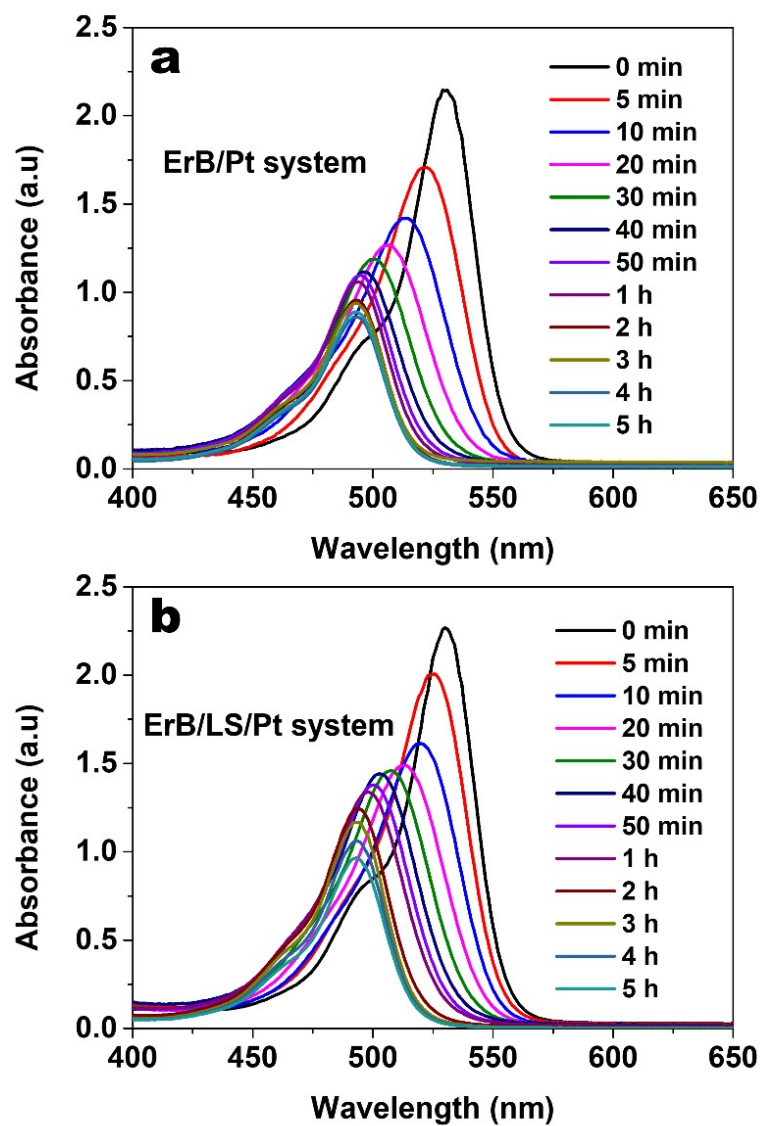 a
ErB/Pt system
0 min
5 min
10 min
20 min
30 min
40 min
50 min
1 h
2 h
3 h
4 h
5 h
2.5
2.0
1.5
1.0
0.5
0.0
Absorbance (a.u)
400 450 500 550 600 650
Wavelength (nm)
b
ErB/LS/Pt system
0 min
5 min
10 min
20 min
30 min
40 min
50 min
1 h
2 h
3 h
4 h
5 h
2.5
2.0
1.5
1.0
0.5
0.0
Absorbance (a.u)
400 450 500 550 600 650
Wavelength (nm)